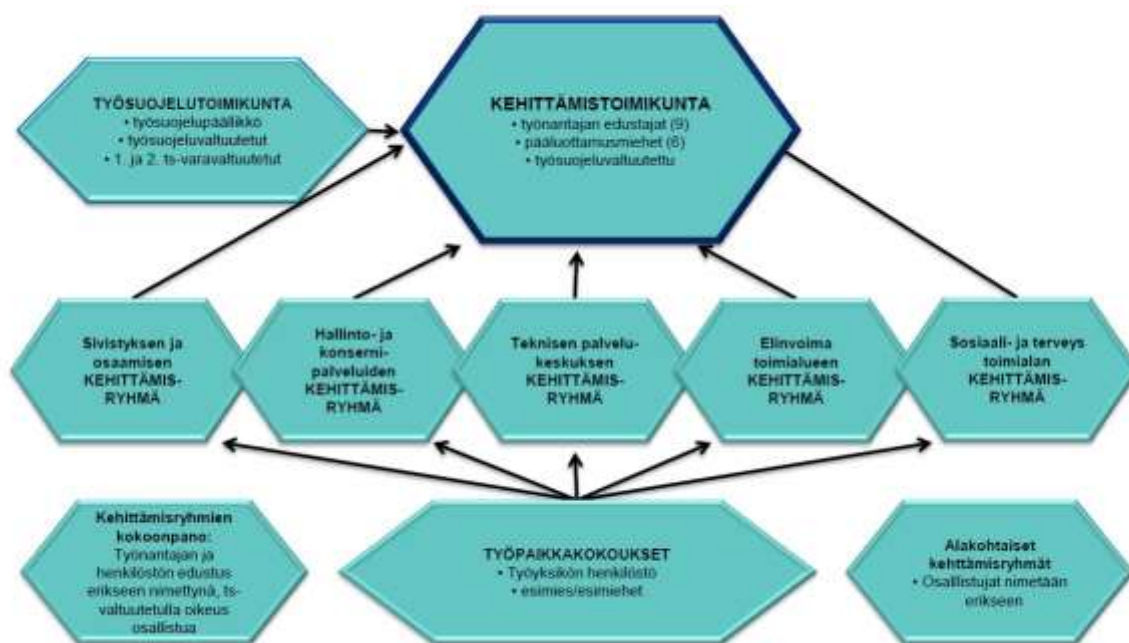 TYÖSUOJELUTOIMIKUNTA
• työsuojelupäällikkö
• työsuojeluvaltuutetut
• 1. ja 2. ts-varavaltuutetut
KEHITTÄMISTOIMIKUNTA
• työnantajan edustajat (9)
• pääluottamusmiehet (6)
• työsuojeluvaltuutettu
Sivistyksen ja
osaamisen
KEHITTÄMIS-
RYHMÄ
Hallinto- ja
konserni-
palveluiden
KEHITTÄMIS-
RYHMÄ
Teknisen palvelu-
keskuksen
KEHITTÄMIS-
RYHMÄ
Elinvoima
toimialueen
KEHITTÄMIS-
RYHMÄ
Sosiaali- ja terveys
toimialan
KEHITTÄMIS-
RYHMÄ
Kehittämisryhmien
kokoonpano:
Työnantajan ja
henkilöstön edustus
erikseen nimettynä, ts-
valtuutetulla oikeus
osallistua
TYÖPAIKKAKOKOUKSET
• Työyksikön henkilöstö
• esimies/esimiehet
Alakohtaiset
kehttämisryhmät
• Osallistujat nimetään
erikseen